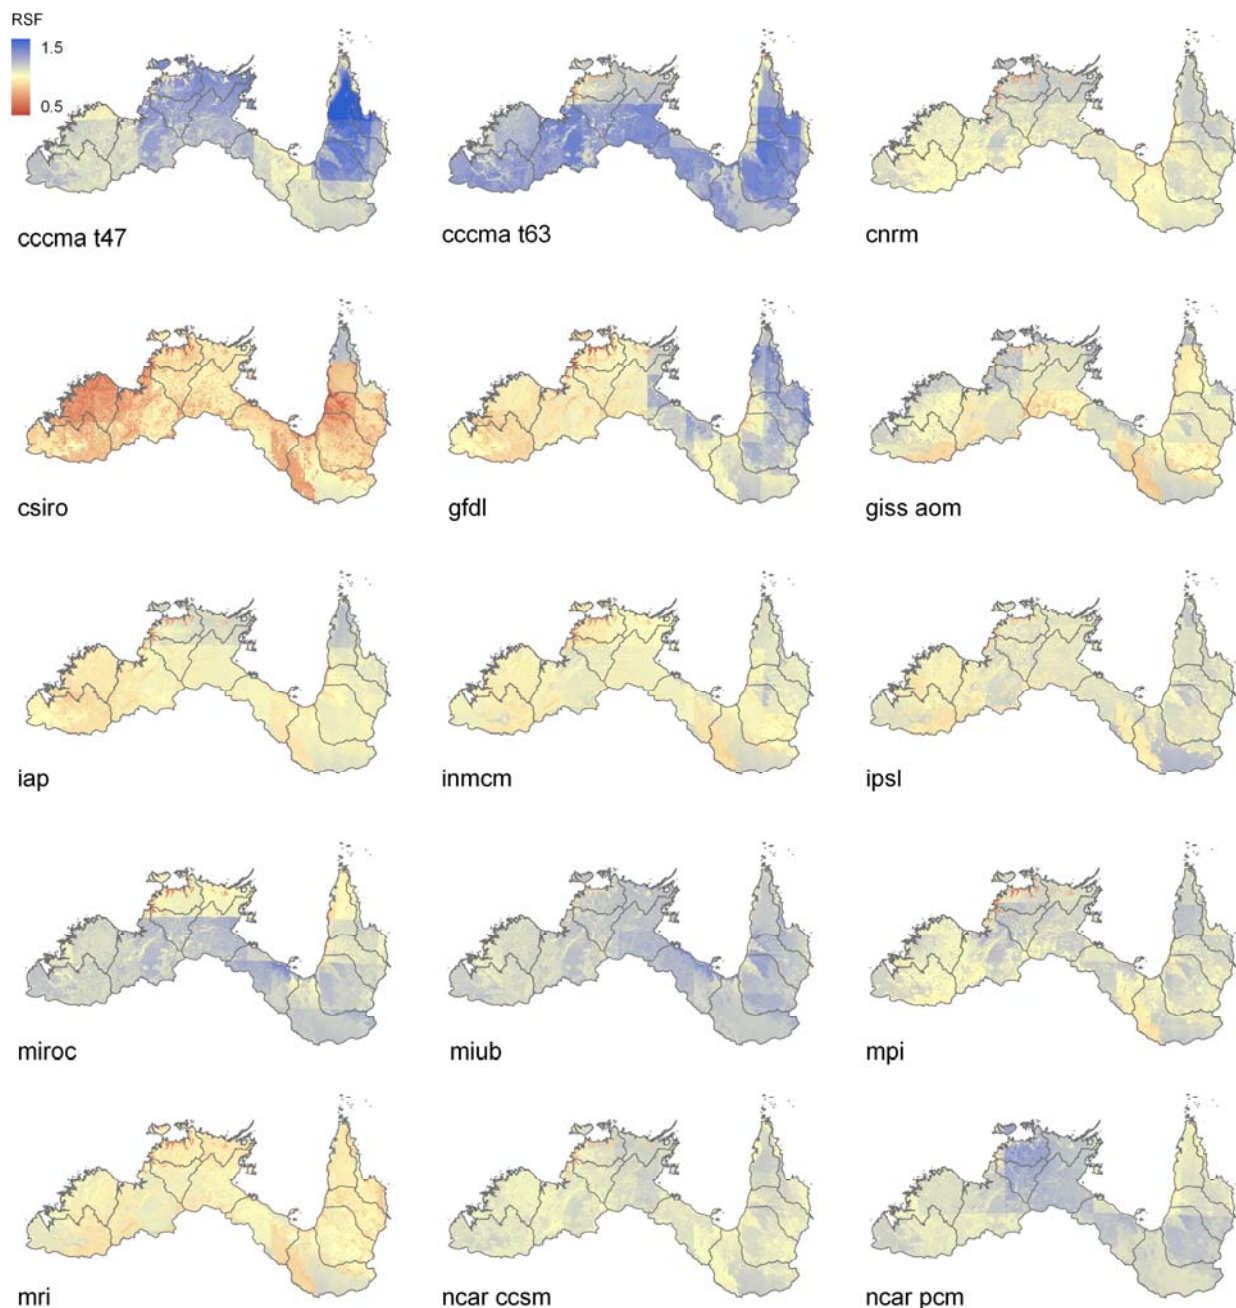 RSF
1.5
0.5
cccma t47
cccma t63
cnrm
csiro
gfdl
giss aom
iap
inmcm
ipsl
miroc
miub
mpi
mri
ncar ccsm
ncar pcm